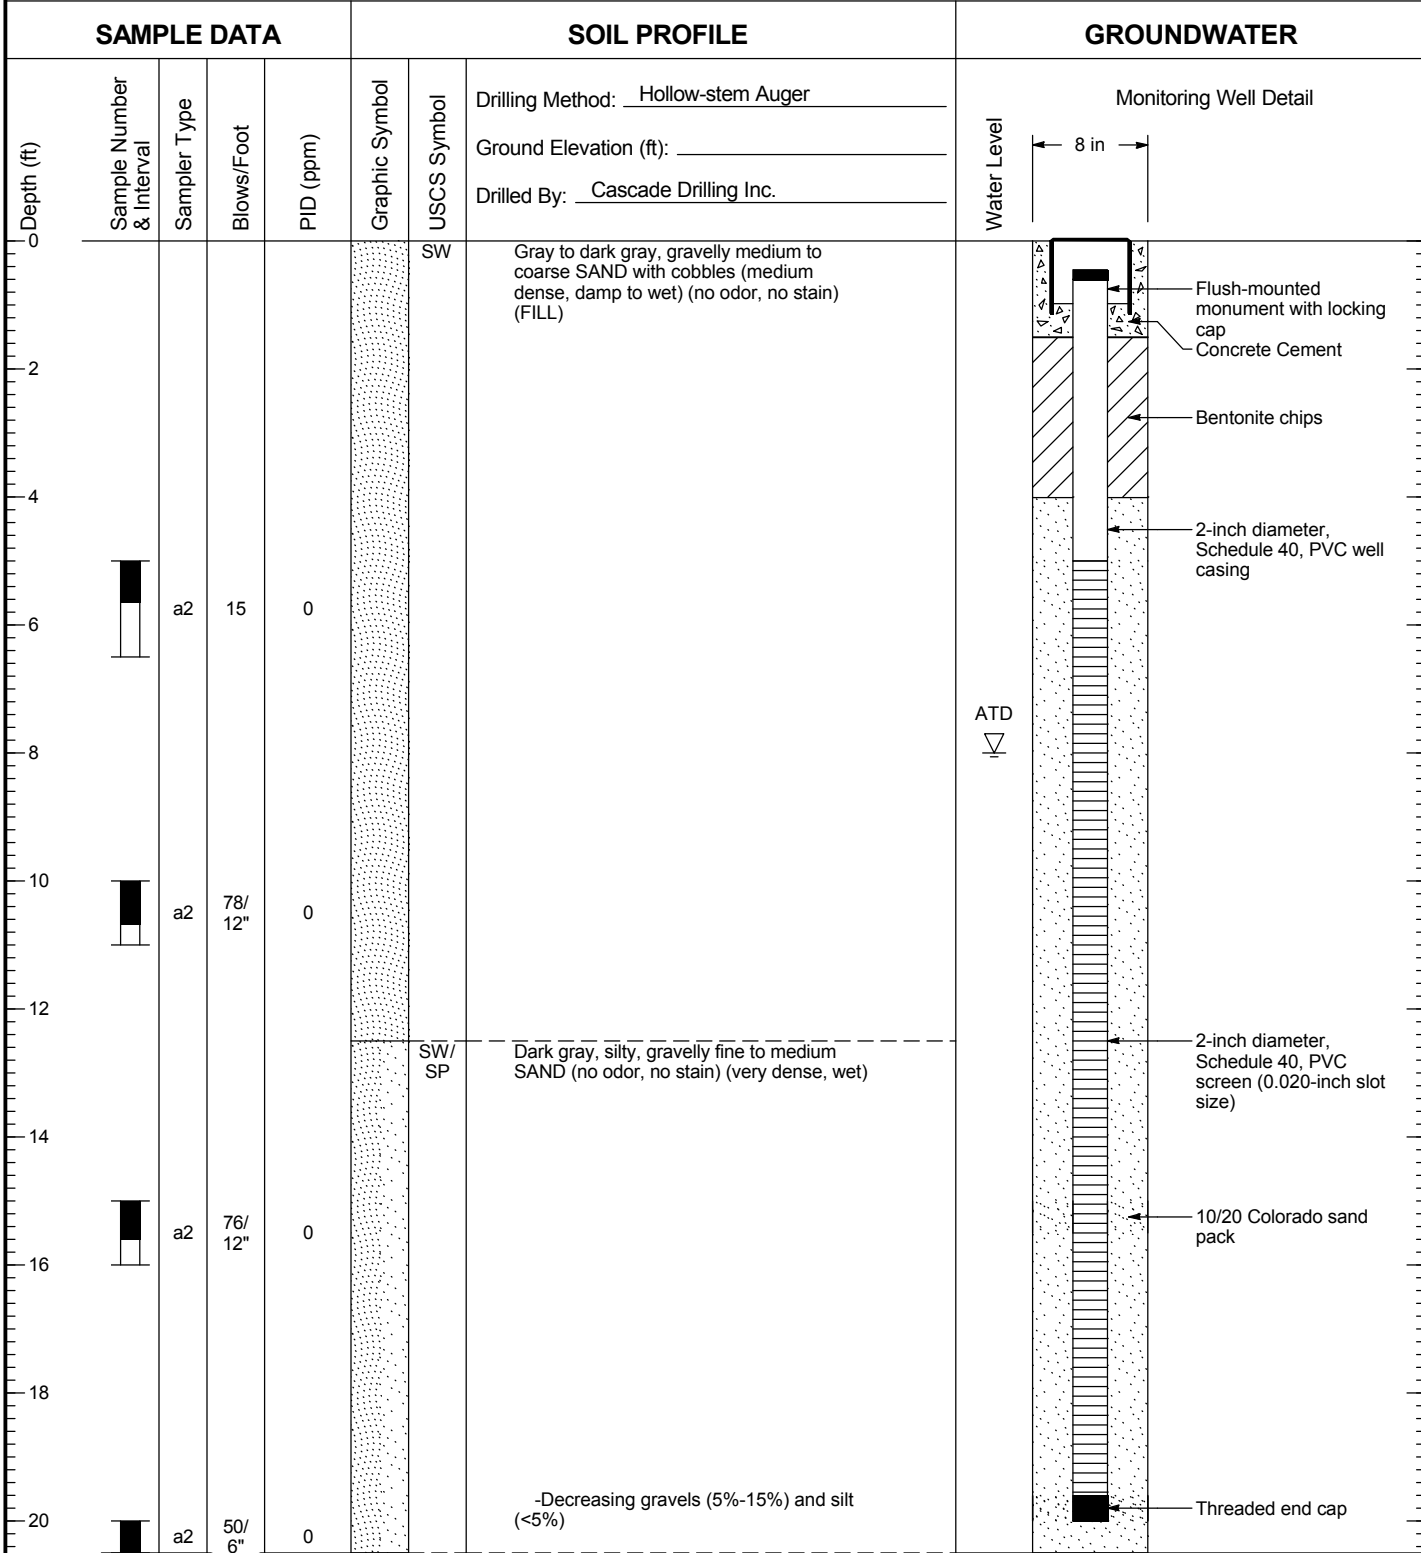 SAMPLE DATA
SOIL PROFILE
GROUNDWATER
Depth (ft)
Sample Number
& Interval
Sampler Type
Blows/Foot
PID (ppm)
Graphic Symbol
USCS Symbol
Drilling Method: Hollow-stem Auger
Ground Elevation (ft):
Drilled By: Cascade Drilling Inc.
Water Level
Monitoring Well Detail
8 in
0
SW
Gray to dark gray, gravelly medium to
coarse SAND with cobbles (medium
dense, damp to wet) (no odor, no stain)
(FILL)
Flush-mounted
monument with locking
cap
Concrete Cement
2
Bentonite chips
4
2-inch diameter,
Schedule 40, PVC well
casing
a2 15 0
6
ATD
8
10
a2 78/ 0
12"
12
SW/
SP
Dark gray, silty, gravelly fine to medium
SAND (no odor, no stain) (very dense, wet)
2-inch diameter,
Schedule 40, PVC
screen (0.020-inch slot
size)
14
a2 76/ 0
12"
10/20 Colorado sand
pack
16
18
-Decreasing gravels (5%-15%) and silt
(<5%)
Threaded end cap
20
a2 50/ 0
6"